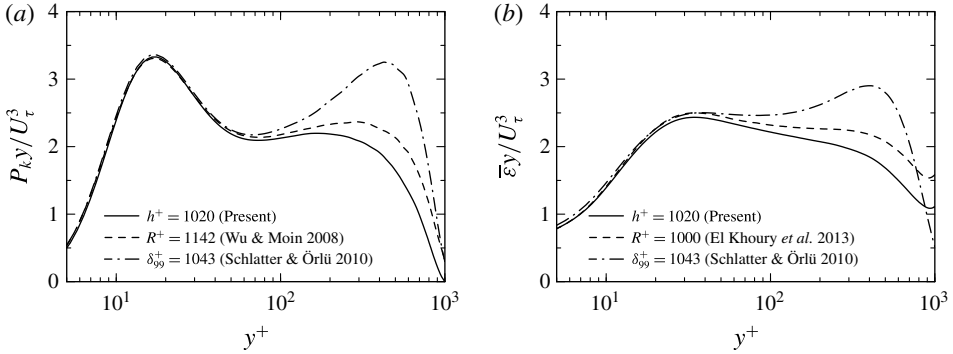 (a)
4
3
2
1
0
P_k y/U_τ^3
h^+ = 1020 (Present)
R^+ = 1142 (Wu & Moin 2008)
δ_99^+ = 1043 (Schlatter & Örlü 2010)
10^1
10^2
10^3
y^+
(b)
4
3
2
1
0
ε̅y/U_τ^3
h^+ = 1020 (Present)
R^+ = 1000 (El Khoury et al. 2013)
δ_99^+ = 1043 (Schlatter & Örlü 2010)
10^1
10^2
10^3
y^+